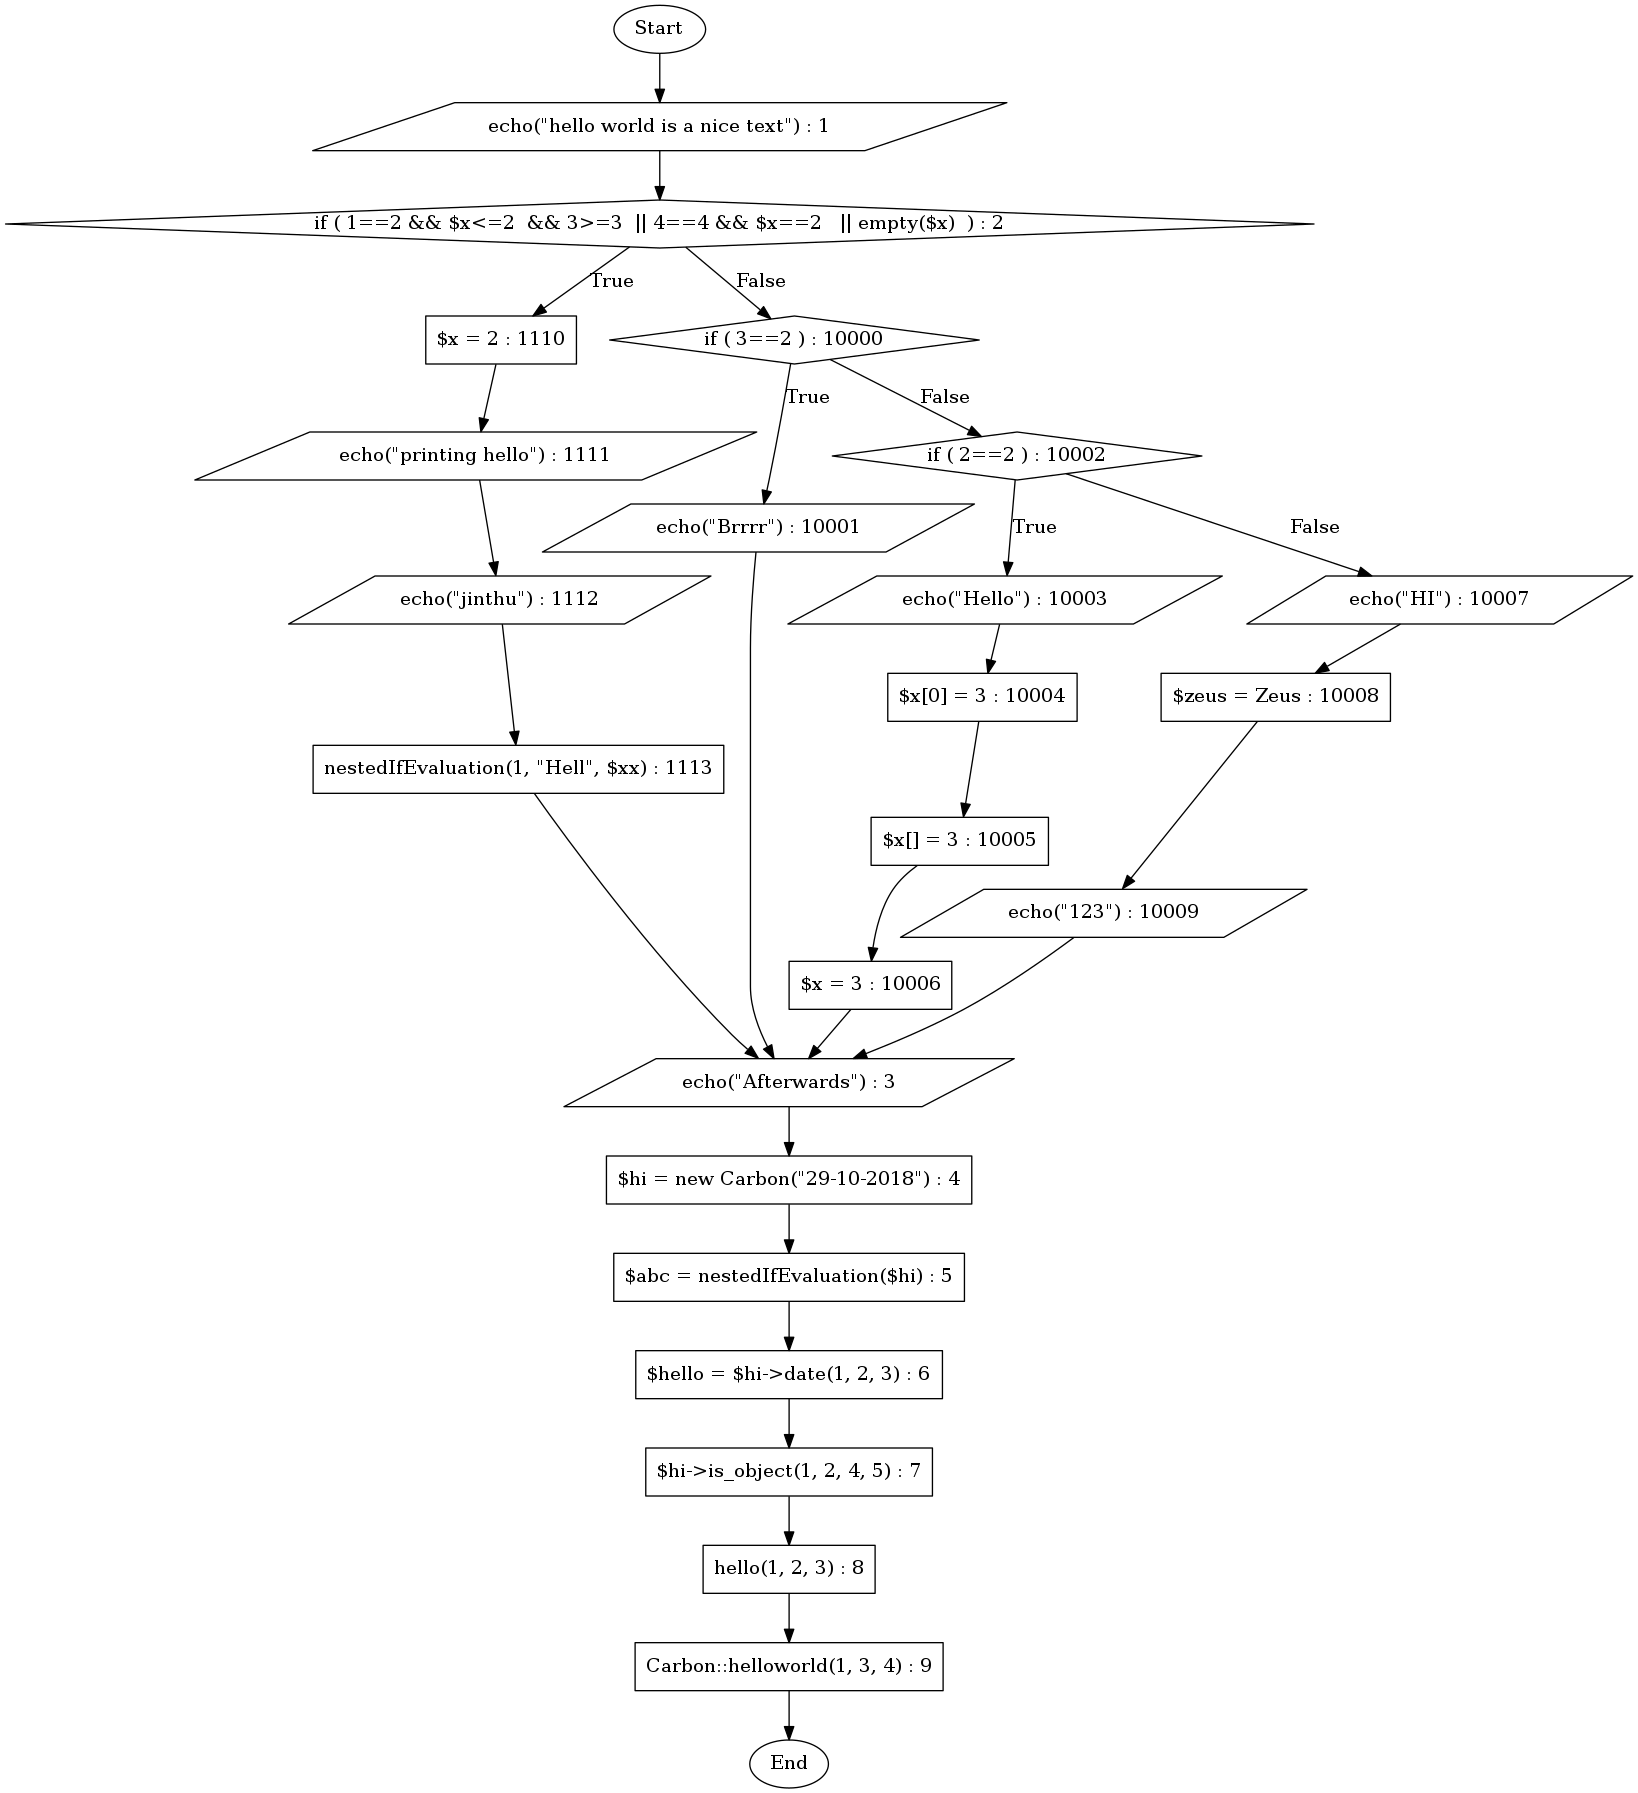 Start
echo("hello world is a nice text") : 1
if ( 1==2 && $x<=2  && 3>=3  || 4==4 && $x==2   || empty($x)  ) : 2
True
False
$x = 2 : 1110
if ( 3==2 ) : 10000
True
False
echo("printing hello") : 1111
if ( 2==2 ) : 10002
echo("Brrrr") : 10001
True
False
echo("jinthu") : 1112
echo("Hello") : 10003
echo("HI") : 10007
$x[0] = 3 : 10004
$zeus = Zeus : 10008
nestedIfEvaluation(1, "Hell", $xx) : 1113
$x[] = 3 : 10005
echo("123") : 10009
$x = 3 : 10006
echo("Afterwards") : 3
$hi = new Carbon("29-10-2018") : 4
$abc = nestedIfEvaluation($hi) : 5
$hello = $hi->date(1, 2, 3) : 6
$hi->is_object(1, 2, 4, 5) : 7
hello(1, 2, 3) : 8
Carbon::helloworld(1, 3, 4) : 9
End